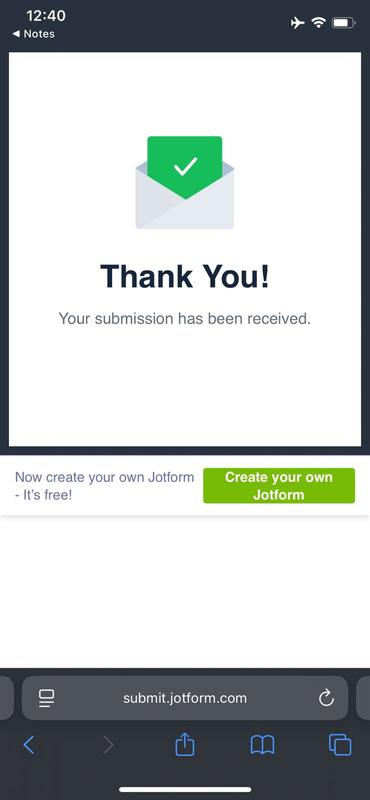 12:40
◀ Notes
Thank You!
Your submission has been received.
Now create your own Jotform
- It's free!
Create your own
Jotform
submit.jotform.com